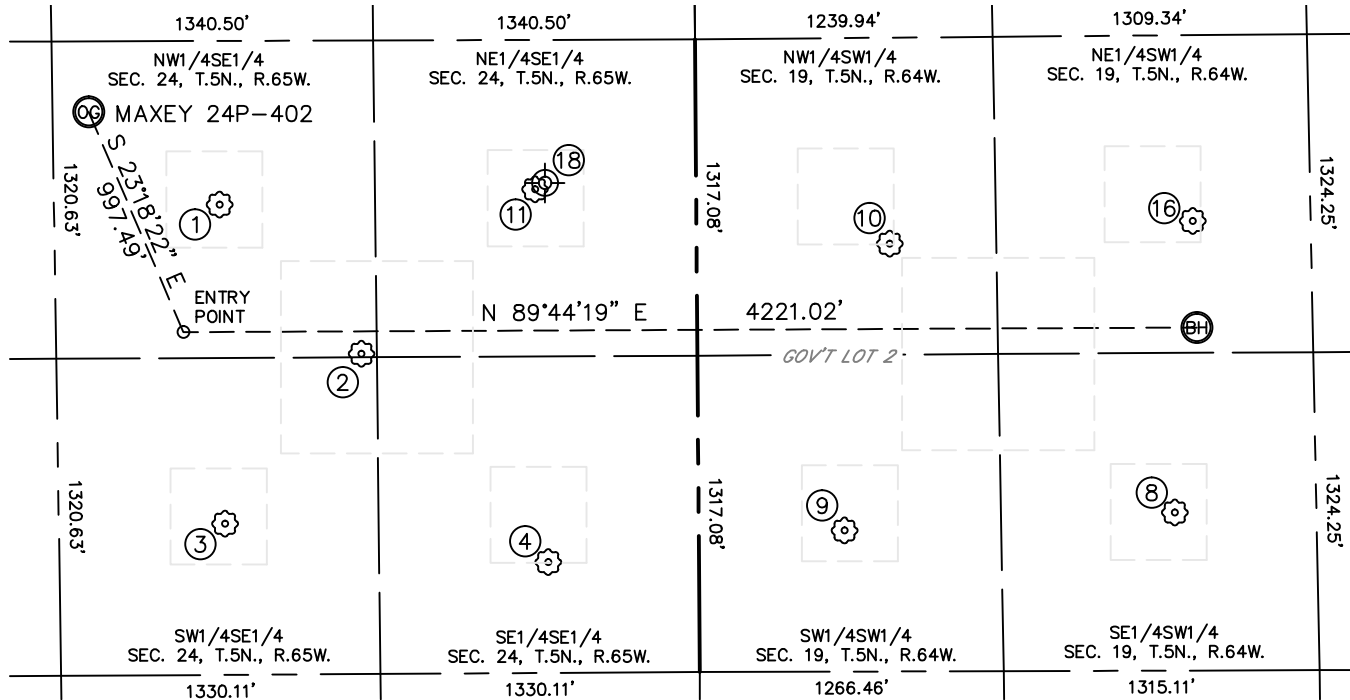 1340.50'
1340.50'
1239.94'
1309.34'
NW1/4SE1/4
SEC. 24, T.5N., R.65W.
NE1/4SE1/4
SEC. 24, T.5N., R.65W.
NW1/4SW1/4
SEC. 19, T.5N., R.64W.
NE1/4SW1/4
SEC. 19, T.5N., R.64W.
OG MAXEY 24P-402
S 23°18'22" E
997.49'
1320.63'
1
18
11
1317.08'
10
16
1324.25'
ENTRY
POINT
N 89°44'19" E 4221.02'
BH
GOV'T LOT 2
2
1320.63'
3
4
1317.08'
9
8
1324.25'
SW1/4SE1/4
SEC. 24, T.5N., R.65W.
SE1/4SE1/4
SEC. 24, T.5N., R.65W.
SW1/4SW1/4
SEC. 19, T.5N., R.64W.
SE1/4SW1/4
SEC. 19, T.5N., R.64W.
1330.11'
1330.11'
1266.46'
1315.11'